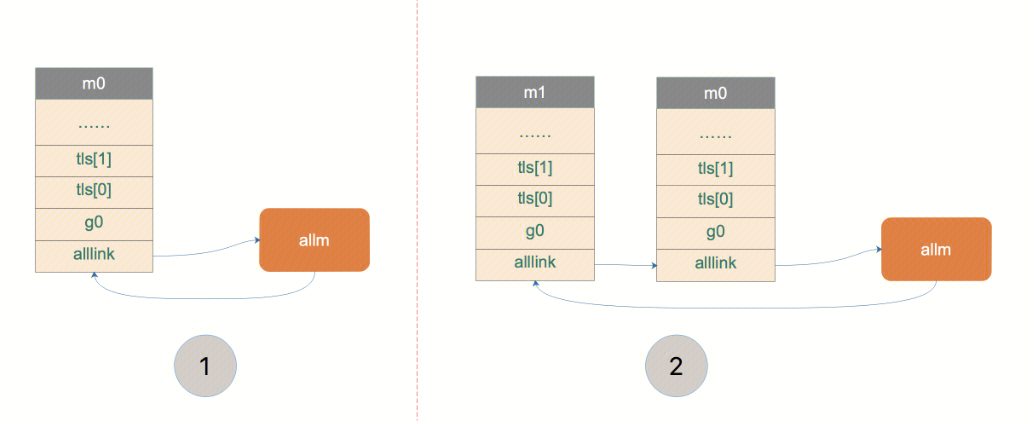 m0
......
tls[1]
tls[0]
g0
alllink
allm
1
m1
......
tls[1]
tls[0]
g0
alllink
m0
......
tls[1]
tls[0]
g0
alllink
allm
2